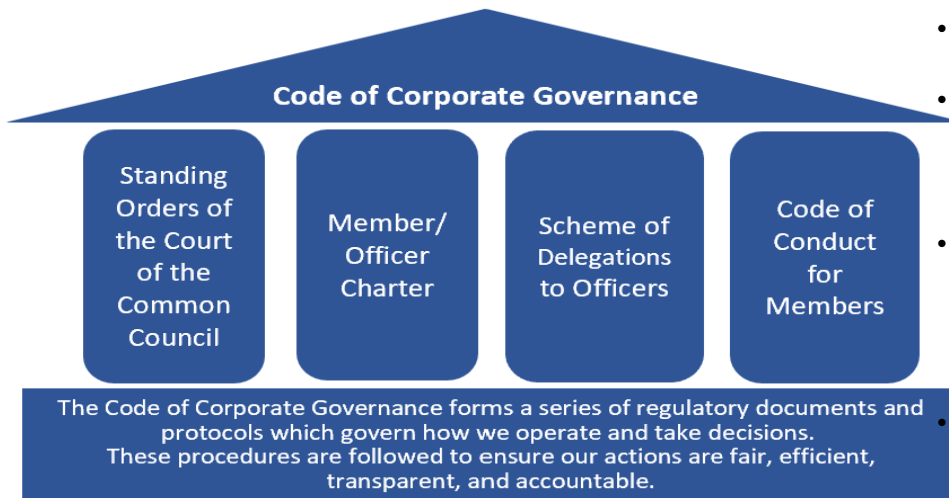 Code of Corporate Governance
Standing
Orders of
the Court
of the
Common
Council
Member/
Officer
Charter
Scheme of
Delegations
to Officers
Code of
Conduct
for
Members
The Code of Corporate Governance forms a series of regulatory documents and
protocols which govern how we operate and take decisions.
These procedures are followed to ensure our actions are fair, efficient,
transparent, and accountable.